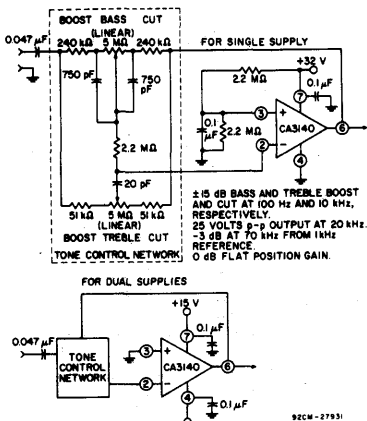 BOOST BASS CUT
(LINEAR)
0.047 µF
240 kΩ 5 MΩ 240 kΩ
FOR SINGLE SUPPLY
+32 V
750 pF
750
pF
2.2 MΩ
0.1
µF
7
3
+
CA3140
6
0.1
µF
2.2 MΩ
2
−
4
2.2 MΩ
20 pF
51 kΩ 5 MΩ 51 kΩ
(LINEAR)
BOOST TREBLE CUT
TONE CONTROL NETWORK
±15 dB BASS AND TREBLE BOOST
AND CUT AT 100 Hz AND 10 kHz,
RESPECTIVELY.
25 VOLTS p-p OUTPUT AT 20 kHz.
-3 dB AT 70 kHz FROM 1kHz
REFERENCE.
0 dB FLAT POSITION GAIN.
FOR DUAL SUPPLIES
+15 V
0.047 µF
TONE
CONTROL
NETWORK
7
0.1 µF
3
+
CA3140
6
2
−
4
0.1 µF
92CM-27931